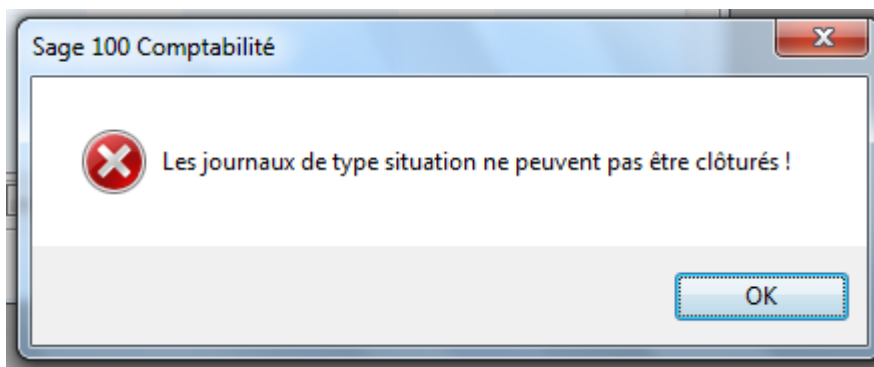 Sage 100 Comptabilité
Les journaux de type situation ne peuvent pas être clôturés !
OK